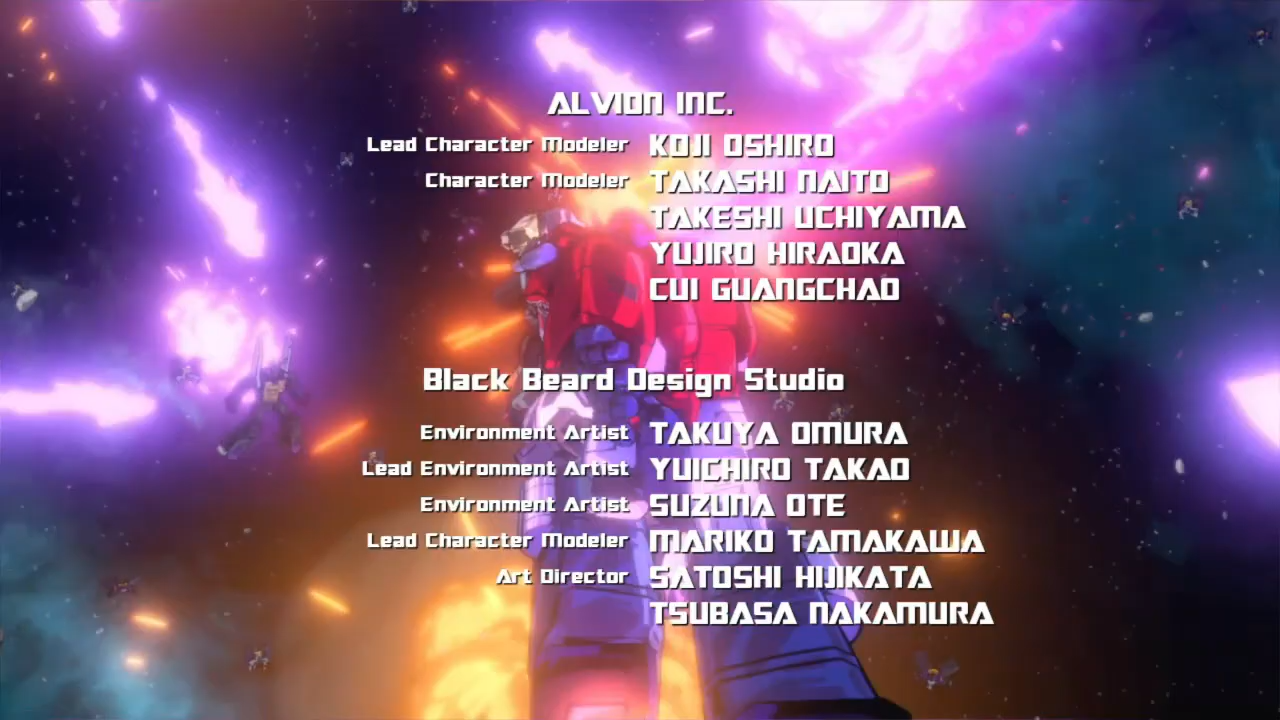 ALVION INC.
Lead Character Modeler KOJI OSHIRO
Character Modeler TAKASHI NAITO
TAKESHI UCHIYAMA
YUJIRO HIRAOKA
CUI GUANGCHAO
Black Beard Design Studio
Environment Artist TAKUYA OMURA
Lead Environment Artist YUICHIRO TAKAO
Environment Artist SUZUNA OTE
Lead Character Modeler MARIKO TAMAKAWA
Art Director SATOSHI HIJIKATA
TSUBASA NAKAMURA